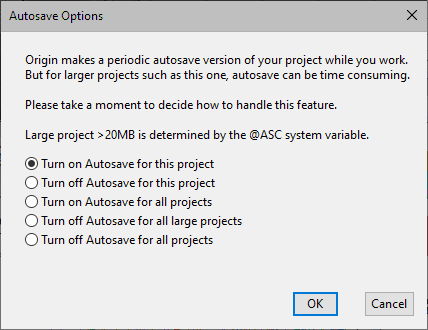 Autosave Options
Origin makes a periodic autosave version of your project while you work.
But for larger projects such as this one, autosave can be time consuming.
Please take a moment to decide how to handle this feature.
Large project >20MB is determined by the @ASC system variable.
Turn on Autosave for this project
Turn off Autosave for this project
Turn on Autosave for all projects
Turn off Autosave for all large projects
Turn off Autosave for all projects
OK
Cancel